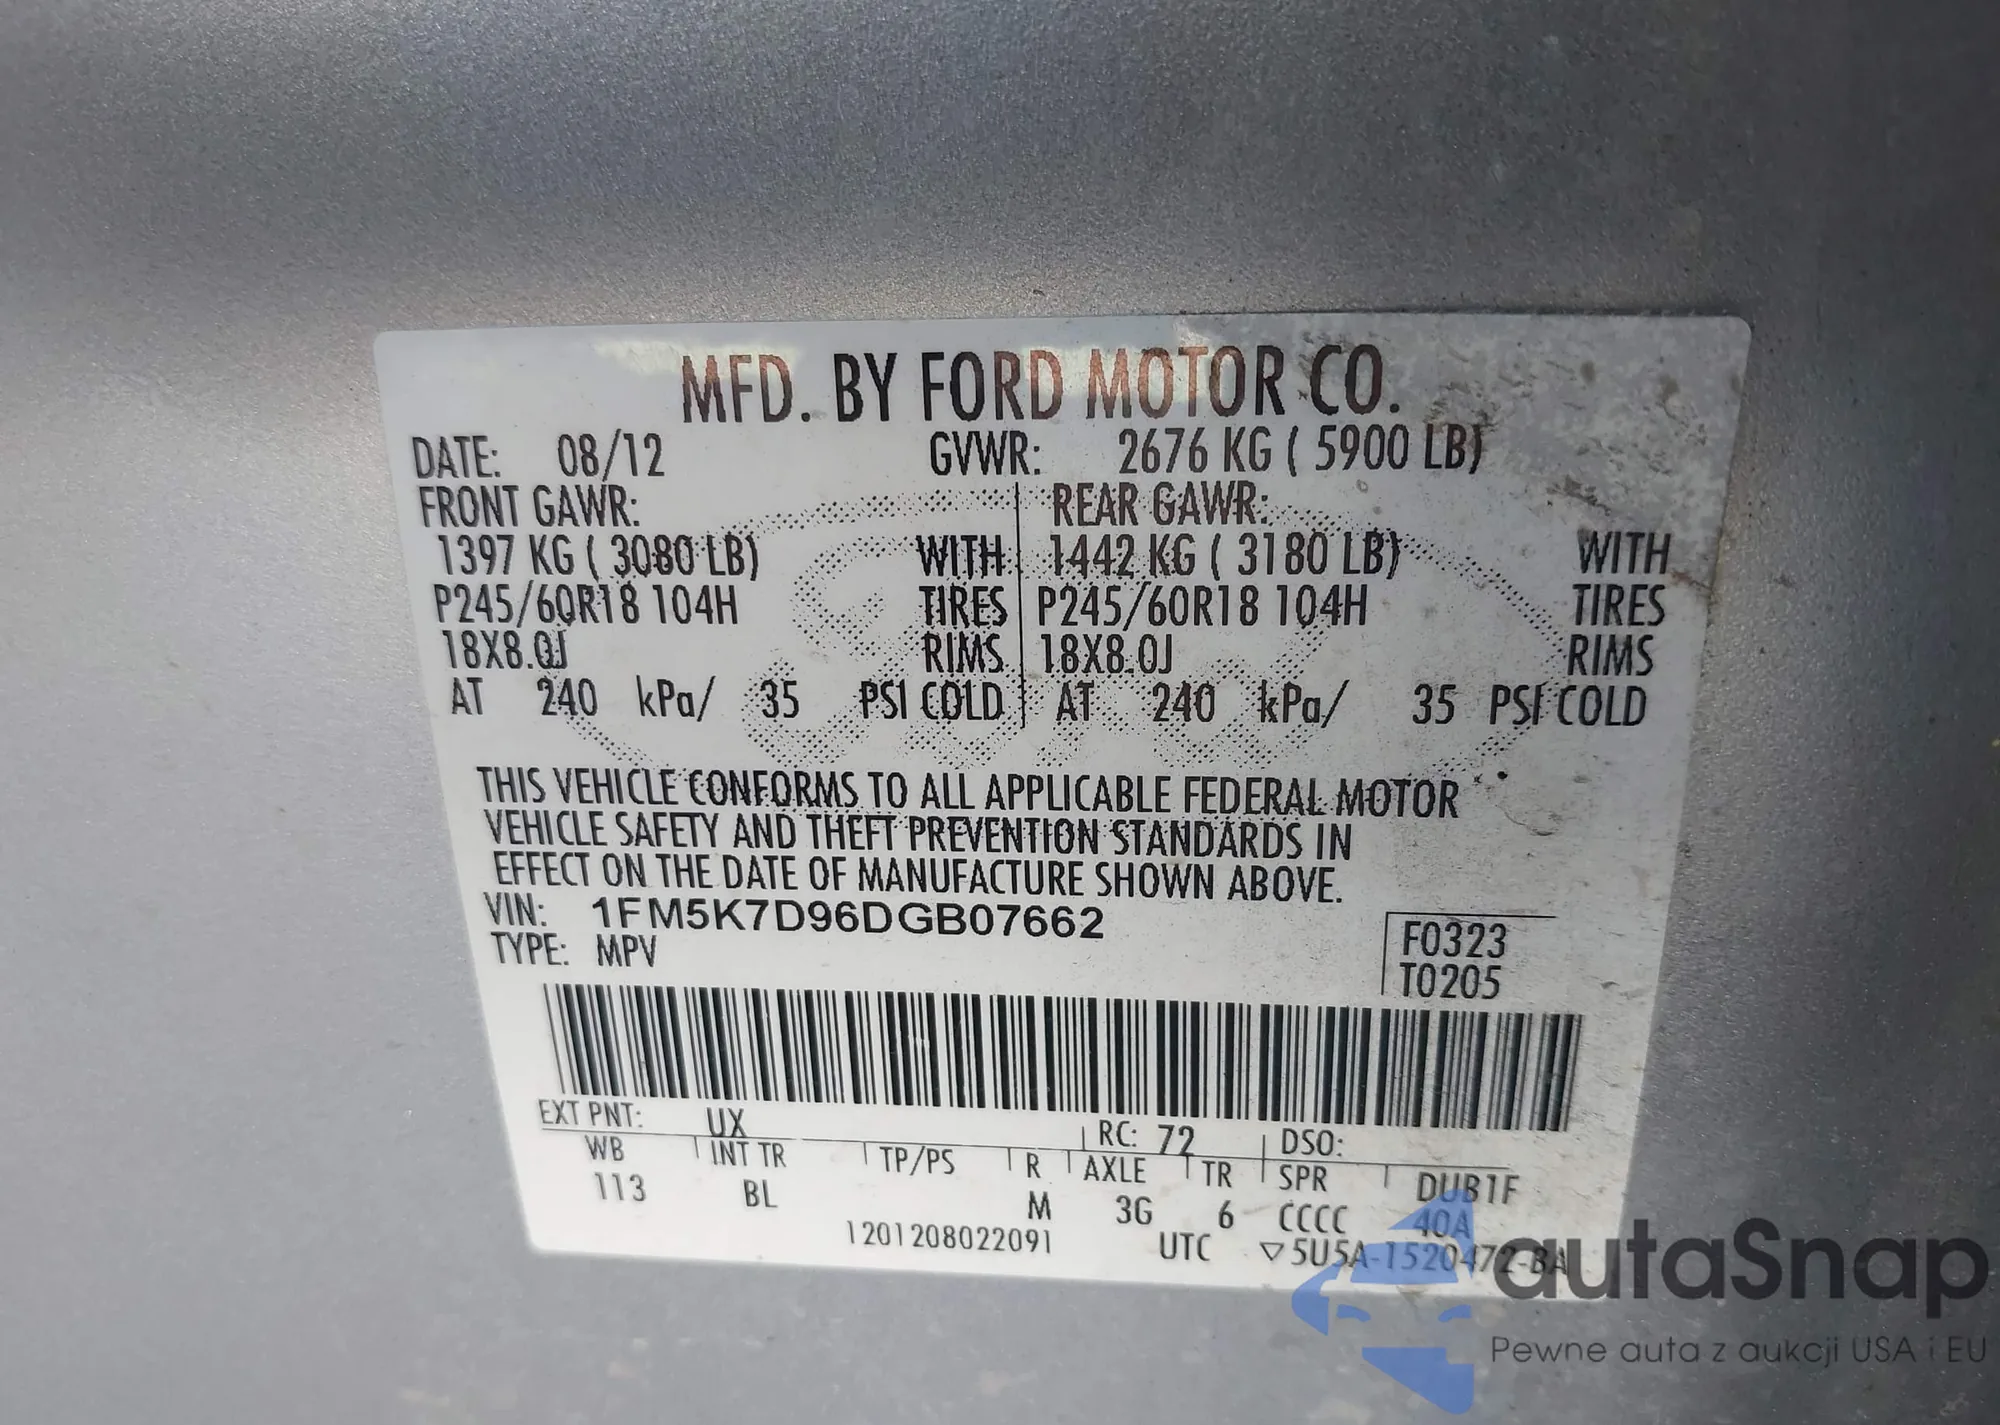 MFD. BY FORD MOTOR CO.
DATE: 08/12 GVWR: 2676 KG ( 5900 LB)
FRONT GAWR: REAR GAWR:
1397 KG ( 3080 LB) WITH 1442 KG ( 3180 LB) WITH
P245/60R18 104H TIRES P245/60R18 104H TIRES
18X8.0J RIMS 18X8.0J RIMS
AT 240 kPa/ 35 PSI COLD AT 240 kPa/ 35 PSI COLD
THIS VEHICLE CONFORMS TO ALL APPLICABLE FEDERAL MOTOR
VEHICLE SAFETY AND THEFT PREVENTION STANDARDS IN
EFFECT ON THE DATE OF MANUFACTURE SHOWN ABOVE.
VIN: 1FM5K7D96DGB07662
TYPE: MPV
F0323
T0205
EXT PNT: UX RC: 72 DSO:
WB INT TR TP/PS R AXLE TR SPR DUB1F
113 BL M 3G 6 CCCC 40A
1201208022091 UTC ▽5U5A-1520472-BA
autaSnap
Pewne auta z aukcji USA i EU